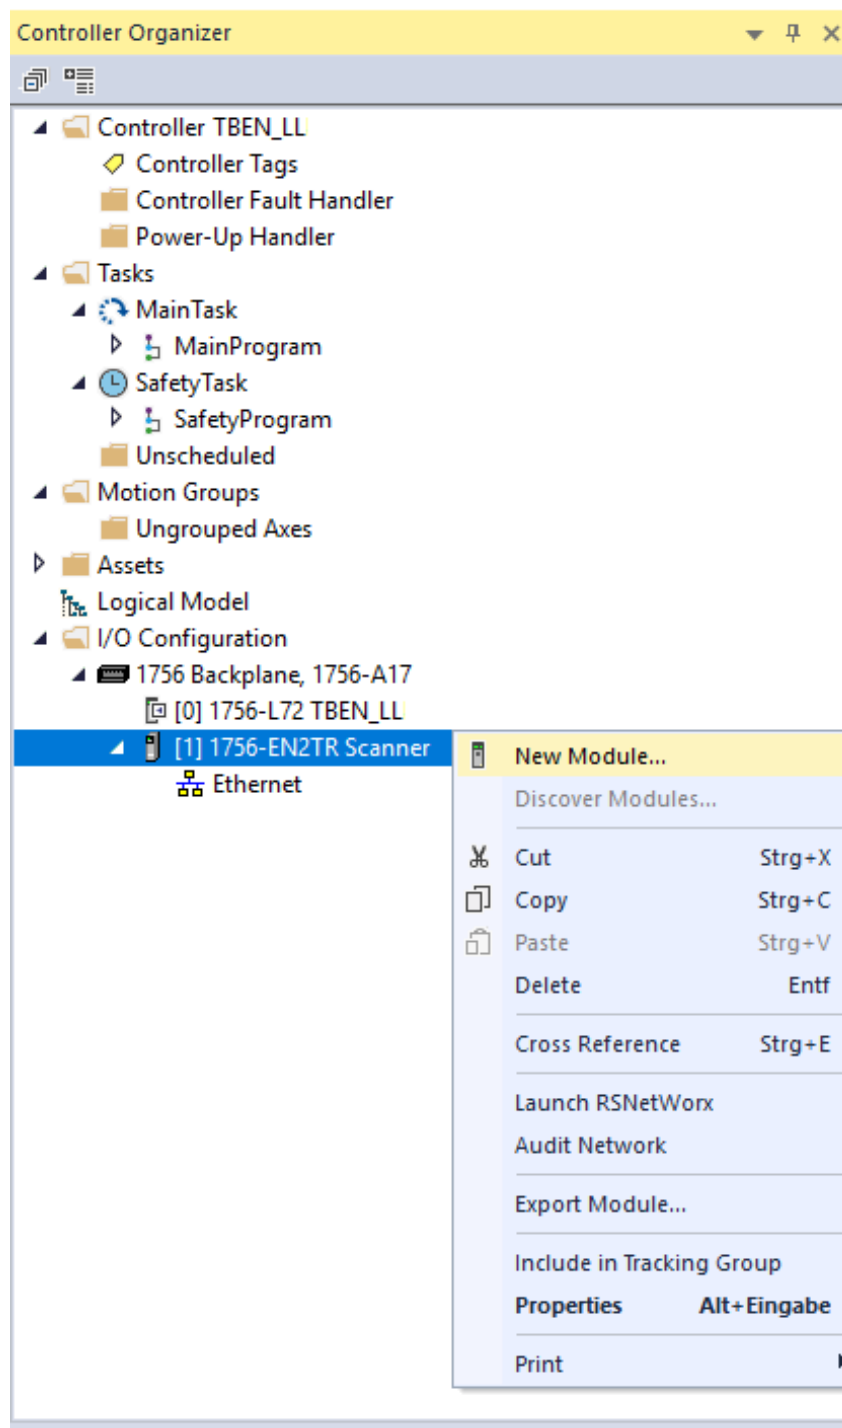 Controller Organizer
Controller TBEN_LL
Controller Tags
Controller Fault Handler
Power-Up Handler
Tasks
MainTask
MainProgram
SafetyTask
SafetyProgram
Unscheduled
Motion Groups
Ungrouped Axes
Assets
Logical Model
I/O Configuration
1756 Backplane, 1756-A17
[0] 1756-L72 TBEN_LL
[1] 1756-EN2TR Scanner
Ethernet
New Module...
Discover Modules...
Cut Strg+X
Copy Strg+C
Paste Strg+V
Delete Entf
Cross Reference Strg+E
Launch RSNetWorx
Audit Network
Export Module...
Include in Tracking Group
Properties Alt+Eingabe
Print